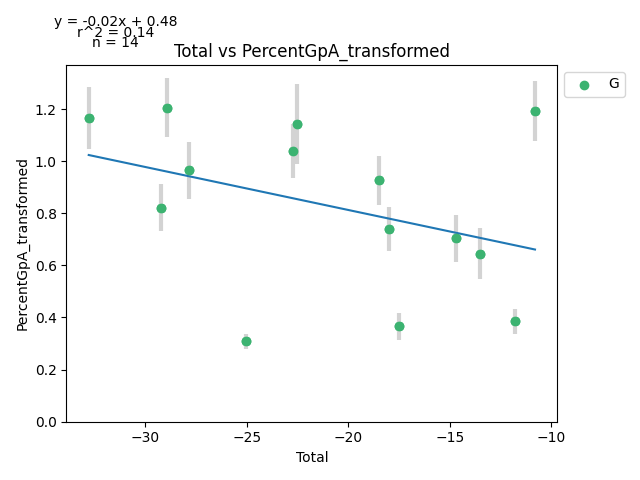 y = -0.02x + 0.48
r^2 = 0.14
n = 14
Total vs PercentGpA_transformed
G
PercentGpA_transformed
1.2
1.0
0.8
0.6
0.4
0.2
0.0
−30
−25
−20
−15
−10
Total